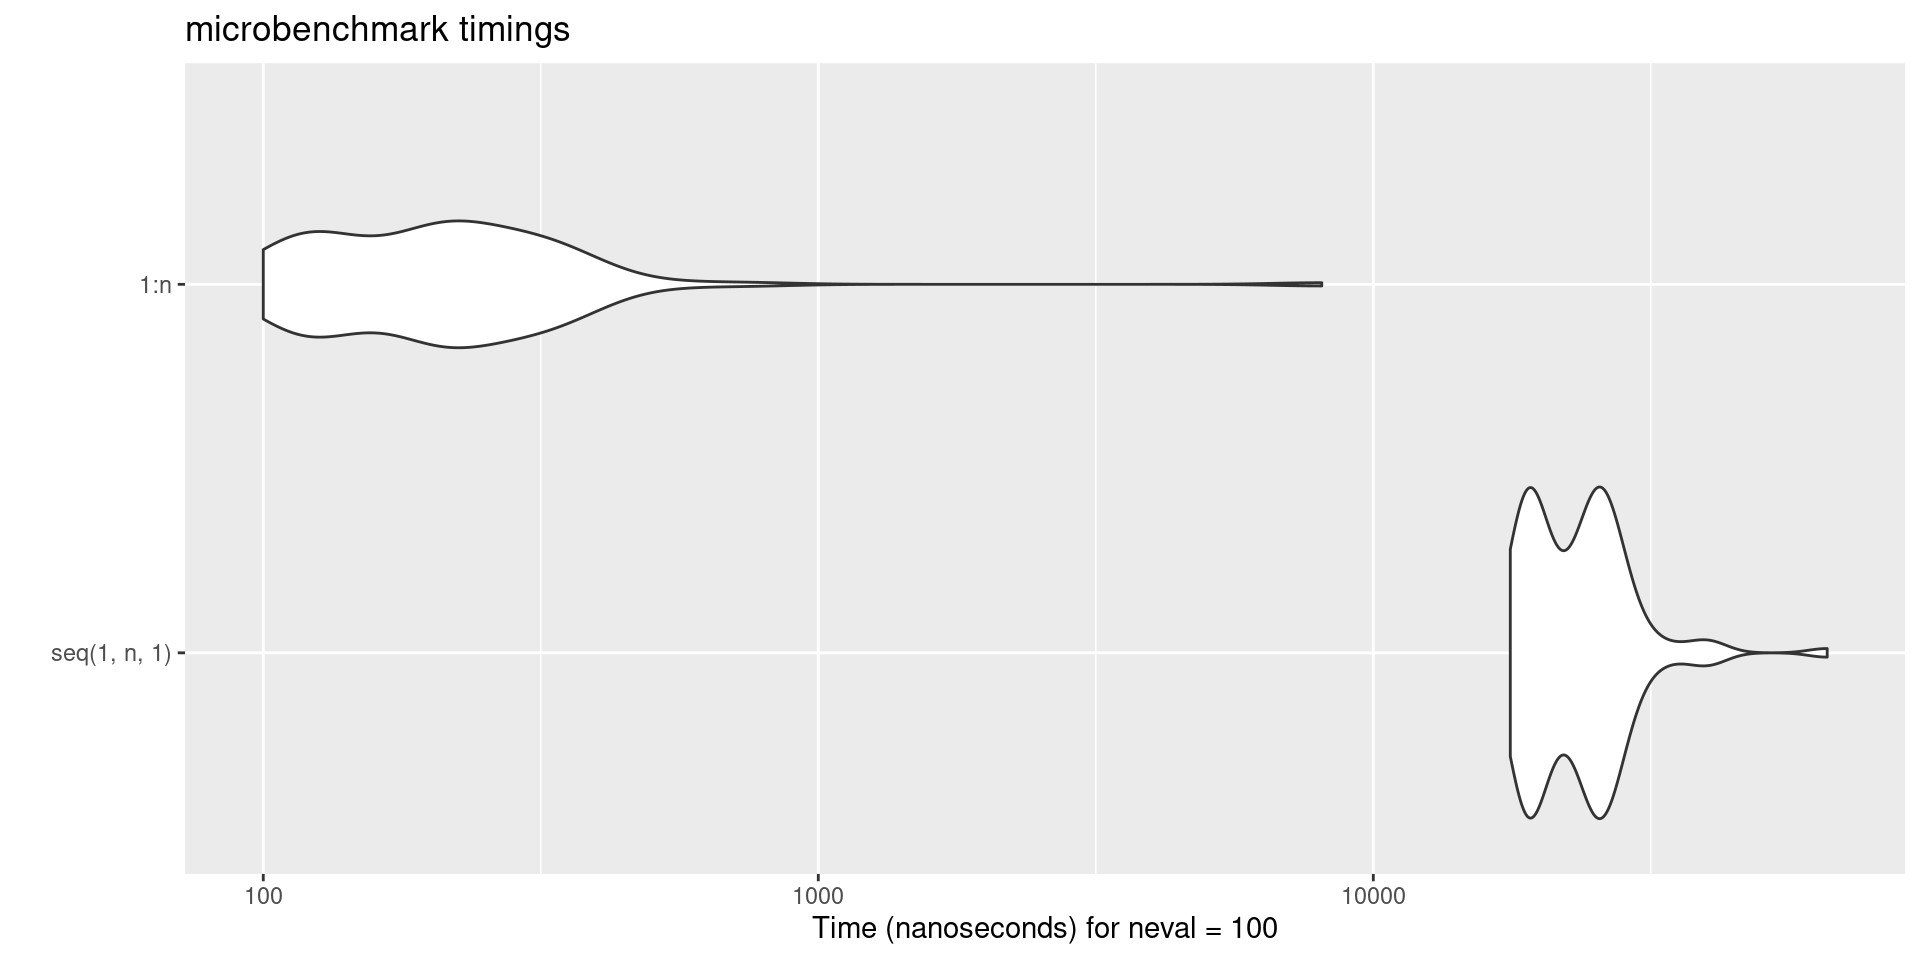 microbenchmark timings
1:n
seq(1, n, 1)
100
1000
10000
Time (nanoseconds) for neval = 100